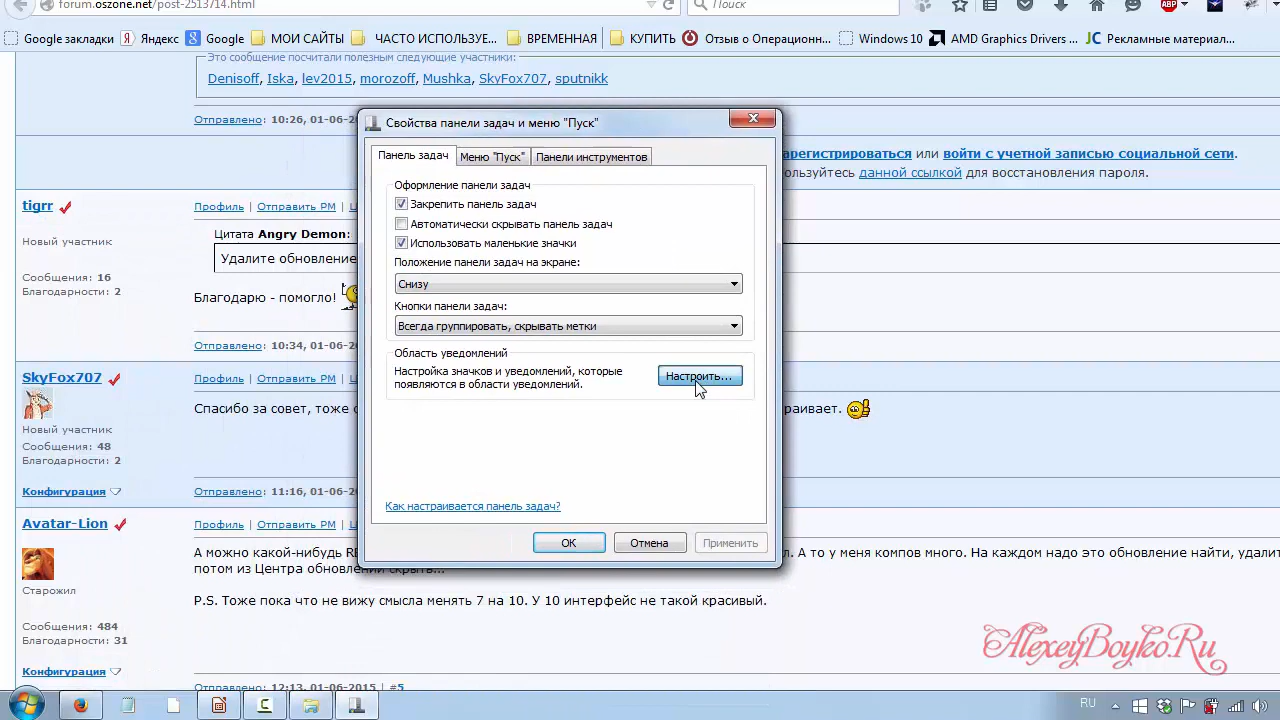 forum.oszone.net/post-2513714.html
Поиск
ABP
Google закладки
Яндекс
Google
МОИ САЙТЫ
ЧАСТО ИСПОЛЬЗУЕ...
ВРЕМЕННАЯ
КУПИТЬ
Отзыв о Операционн...
Windows 10
AMD Graphics Drivers ...
Рекламные материал...
Это сообщение посчитали полезным следующие участники:
Denisoff, Iska, lev2015, morozoff, Mushka, SkyFox707, sputnikk
Отправлено: 10:26, 01-06-2
арегистрироваться или войти с учетной записью социальной сети.
пользуйтесь данной ссылкой для восстановления пароля.
Свойства панели задач и меню "Пуск"
Панель задач
Меню "Пуск"
Панели инструментов
Оформление панели задач
Закрепить панель задач
Автоматически скрывать панель задач
Использовать маленькие значки
Положение панели задач на экране:
Снизу
Кнопки панели задач:
Всегда группировать, скрывать метки
Область уведомлений
Настройка значков и уведомлений, которые
появляются в области уведомлений.
Настроить...
Как настраивается панель задач?
ОК
Отмена
Применить
tigrr
Профиль | Отправить PM | Ц
Новый участник
Цитата Angry Demon:
Удалите обновление
Сообщения: 16
Благодарности: 2
Благодарю - помогло!
Отправлено: 10:34, 01-06-2
SkyFox707
Профиль | Отправить PM | Ц
Спасибо за совет, тоже с
раивает.
Новый участник
Сообщения: 48
Благодарности: 2
Конфигурация
Отправлено: 11:16, 01-06-2
Avatar-Lion
Профиль | Отправить PM | Ц
А можно какой-нибудь RE
л. А то у меня компов много. На каждом надо это обновление найти, удалит
потом из Центра обновлений скрыть...
Старожил
P.S. Тоже пока что не вижу смысла менять 7 на 10. У 10 интерфейс не такой красивый.
Сообщения: 484
Благодарности: 31
Конфигурация
Отправлено: 12:13, 01-06-2015 | #5
AlexeyBoyko.Ru
RU